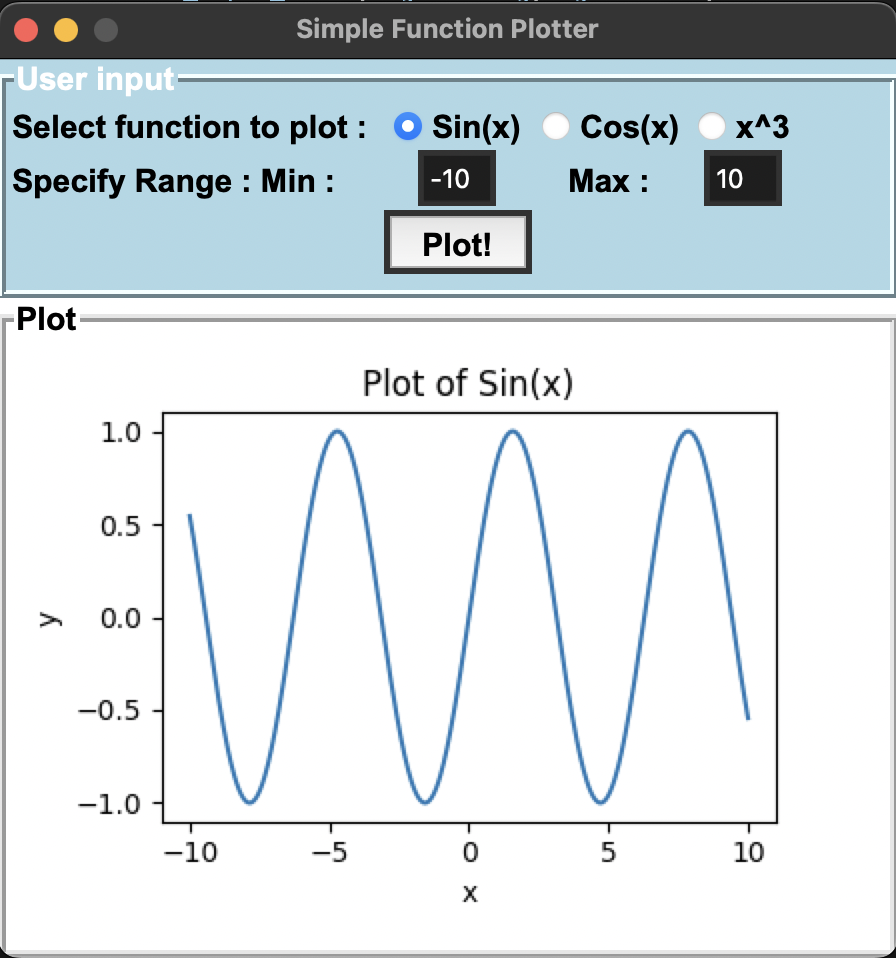 Simple Function Plotter
User input
Select function to plot : Sin(x) Cos(x) x^3
Specify Range : Min : -10 Max : 10
Plot!
Plot
Plot of Sin(x)
1.0
0.5
0.0
−0.5
−1.0
y
−10 −5 0 5 10
x